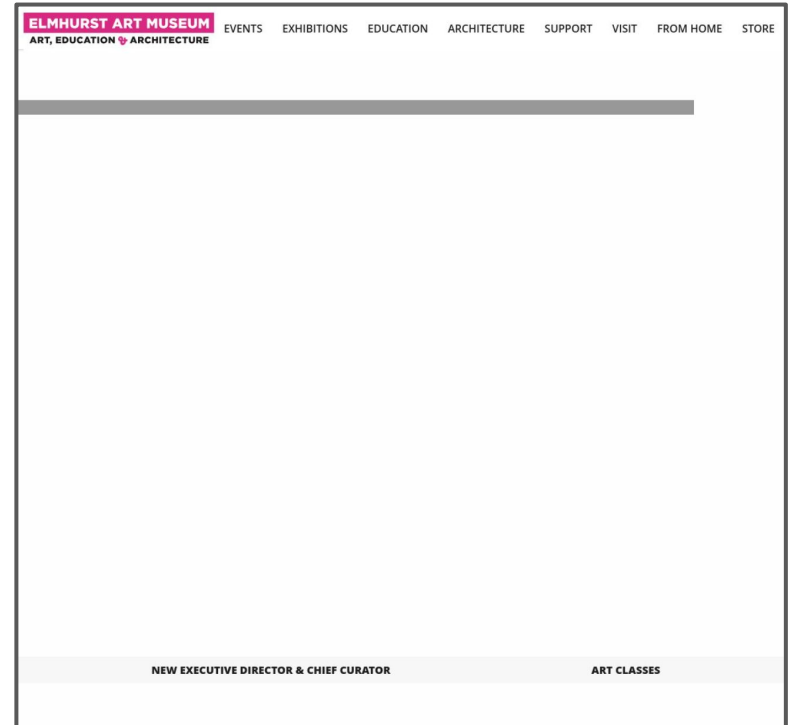 ELMHURST ART MUSEUM
ART, EDUCATION & ARCHITECTURE
EVENTS EXHIBITIONS EDUCATION ARCHITECTURE SUPPORT VISIT FROM HOME STORE
NEW EXECUTIVE DIRECTOR & CHIEF CURATOR
ART CLASSES